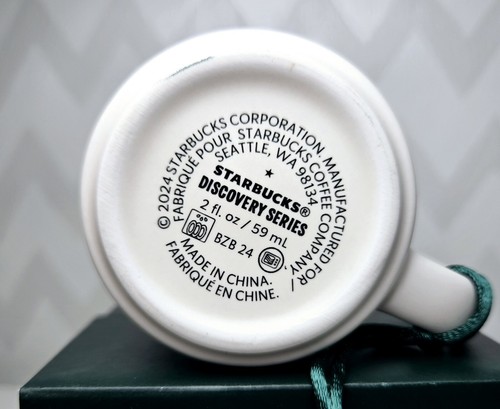 © 2024 STARBUCKS CORPORATION. MANUFACTURED FOR /
FABRIQUÉ POUR STARBUCKS COFFEE COMPANY,
SEATTLE, WA 98134
STARBUCKS®
DISCOVERY SERIES
2 fl. oz / 59 mL
BZB 24
MADE IN CHINA.
FABRIQUÉ EN CHINE.